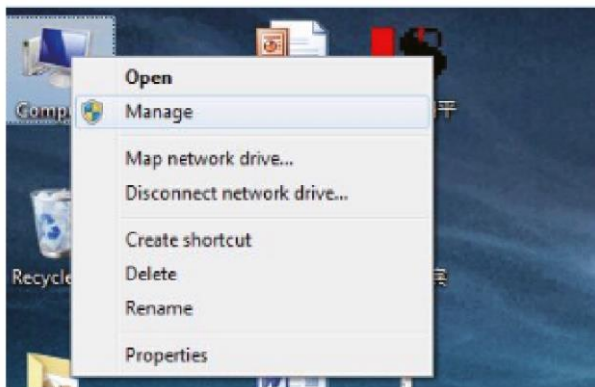 Open
Manage
Map network drive...
Disconnect network drive...
Create shortcut
Delete
Rename
Properties